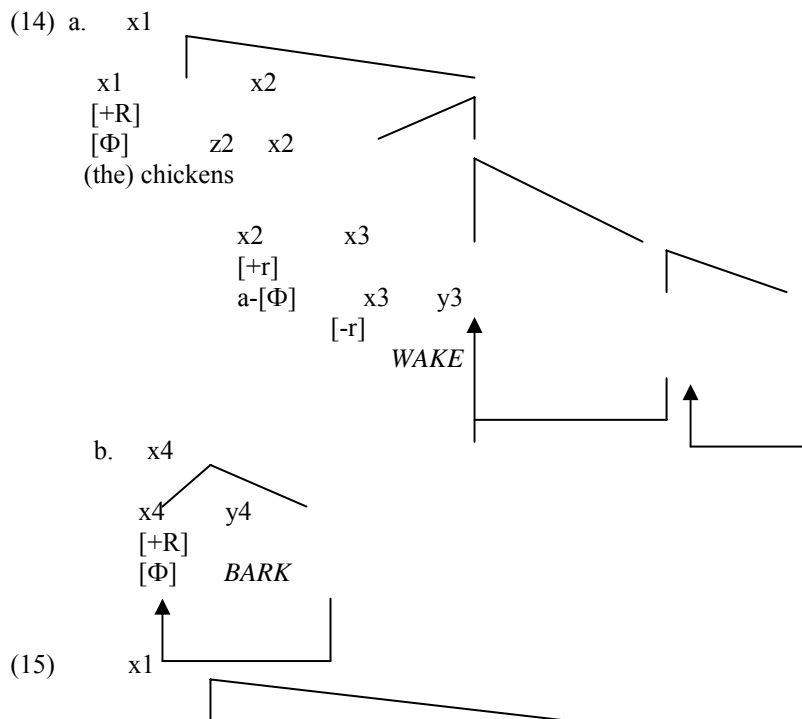 (14) a. x1
x1 x2
[+R]
[Φ] z2 x2
(the) chickens
x2 x3
[+r]
a-[Φ] x3 y3
[-r]
WAKE
b. x4
x4 y4
[+R]
[Φ] BARK
(15) x1